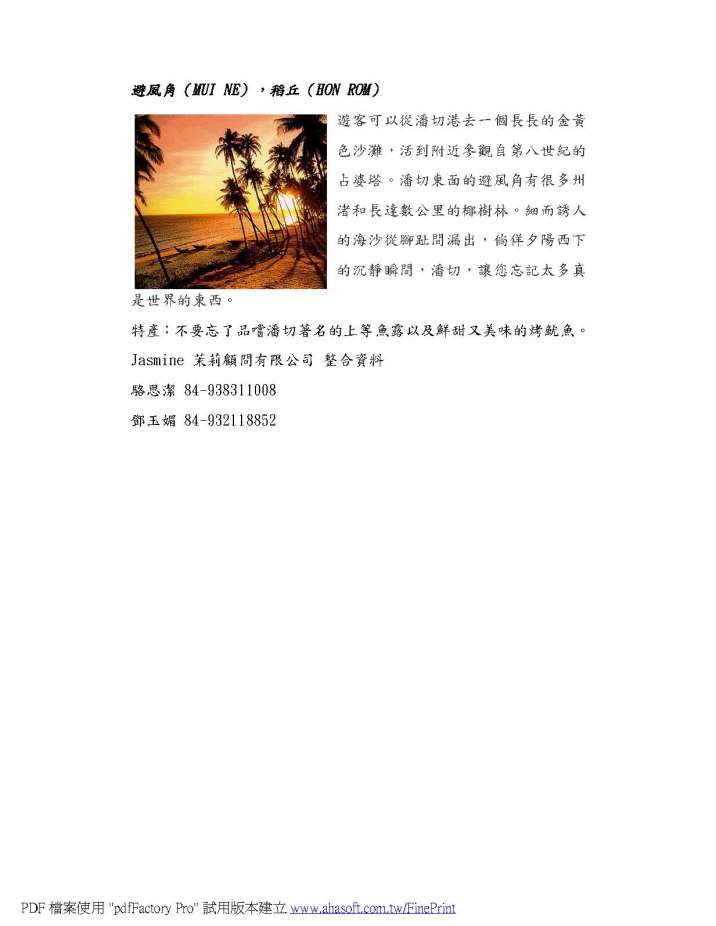 避風角（MUI NE），稻丘（HON ROM）
遊客可以從潘切港去一個長長的金黃
色沙灘，活到附近參觀自第八世紀的
占婆塔。潘切東面的避風角有很多州
渚和長達數公里的椰樹林。細而誘人
的海沙從腳趾間漏出，倘佯夕陽西下
的沉靜瞬間，潘切，讓您忘記太多真
是世界的東西。
特產：不要忘了品嚐潘切著名的上等魚露以及鮮甜又美味的烤魷魚。
Jasmine 茉莉顧問有限公司 整合資料
駱思潔 84-938311008
鄧玉媚 84-932118852
PDF 檔案使用 "pdfFactory Pro" 試用版本建立 www.ahasoft.com.tw/FinePrint